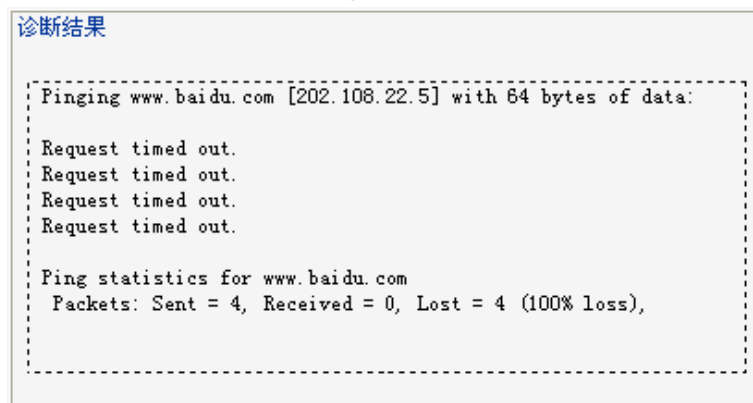 诊断结果
Pinging www.baidu.com [202.108.22.5] with 64 bytes of data:
Request timed out.
Request timed out.
Request timed out.
Request timed out.
Ping statistics for www.baidu.com
Packets: Sent = 4, Received = 0, Lost = 4 (100% loss),